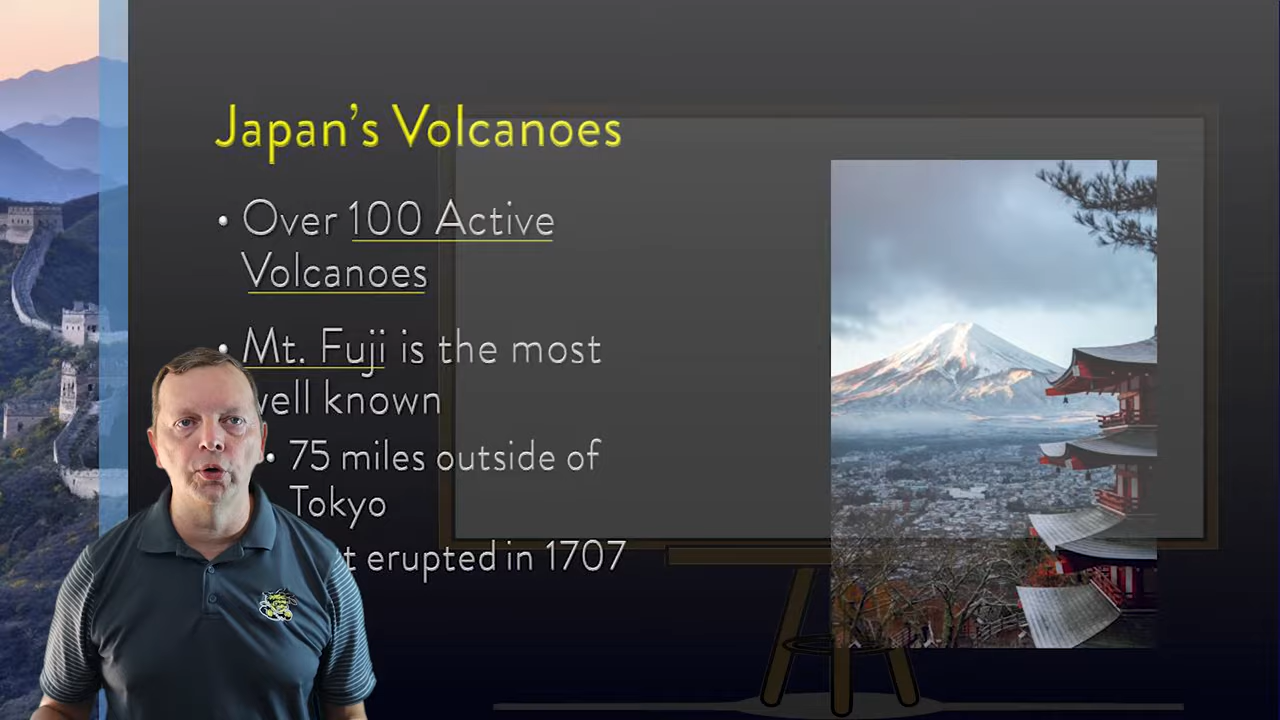 Japan's Volcanoes
• Over 100 Active
Volcanoes
• Mt. Fuji is the most
well known
• 75 miles outside of
Tokyo
erupted in 1707